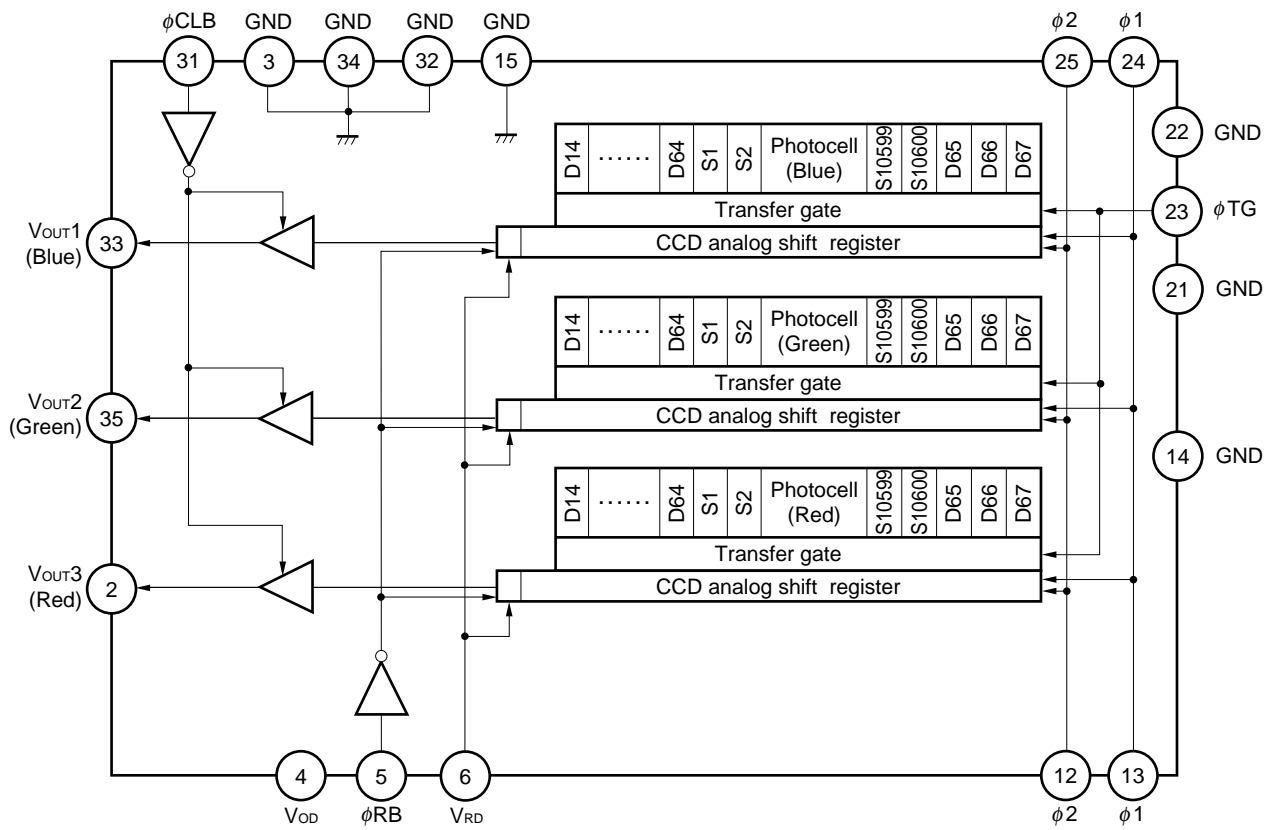 φCLB GND GND GND GND φ2 φ1
31 3 34 32 15 25 24
22 GND
D14 ...... D64 S1 S2 Photocell (Blue) S10599 S10600 D65 D66 D67
Transfer gate
23 φTG
CCD analog shift register
VOUT1
(Blue)
33
21 GND
D14 ...... D64 S1 S2 Photocell (Green) S10599 S10600 D65 D66 D67
Transfer gate
CCD analog shift register
VOUT2
(Green)
35
14 GND
D14 ...... D64 S1 S2 Photocell (Red) S10599 S10600 D65 D66 D67
Transfer gate
CCD analog shift register
VOUT3
(Red)
2
4 5 6 12 13
VOD φRB VRD φ2 φ1